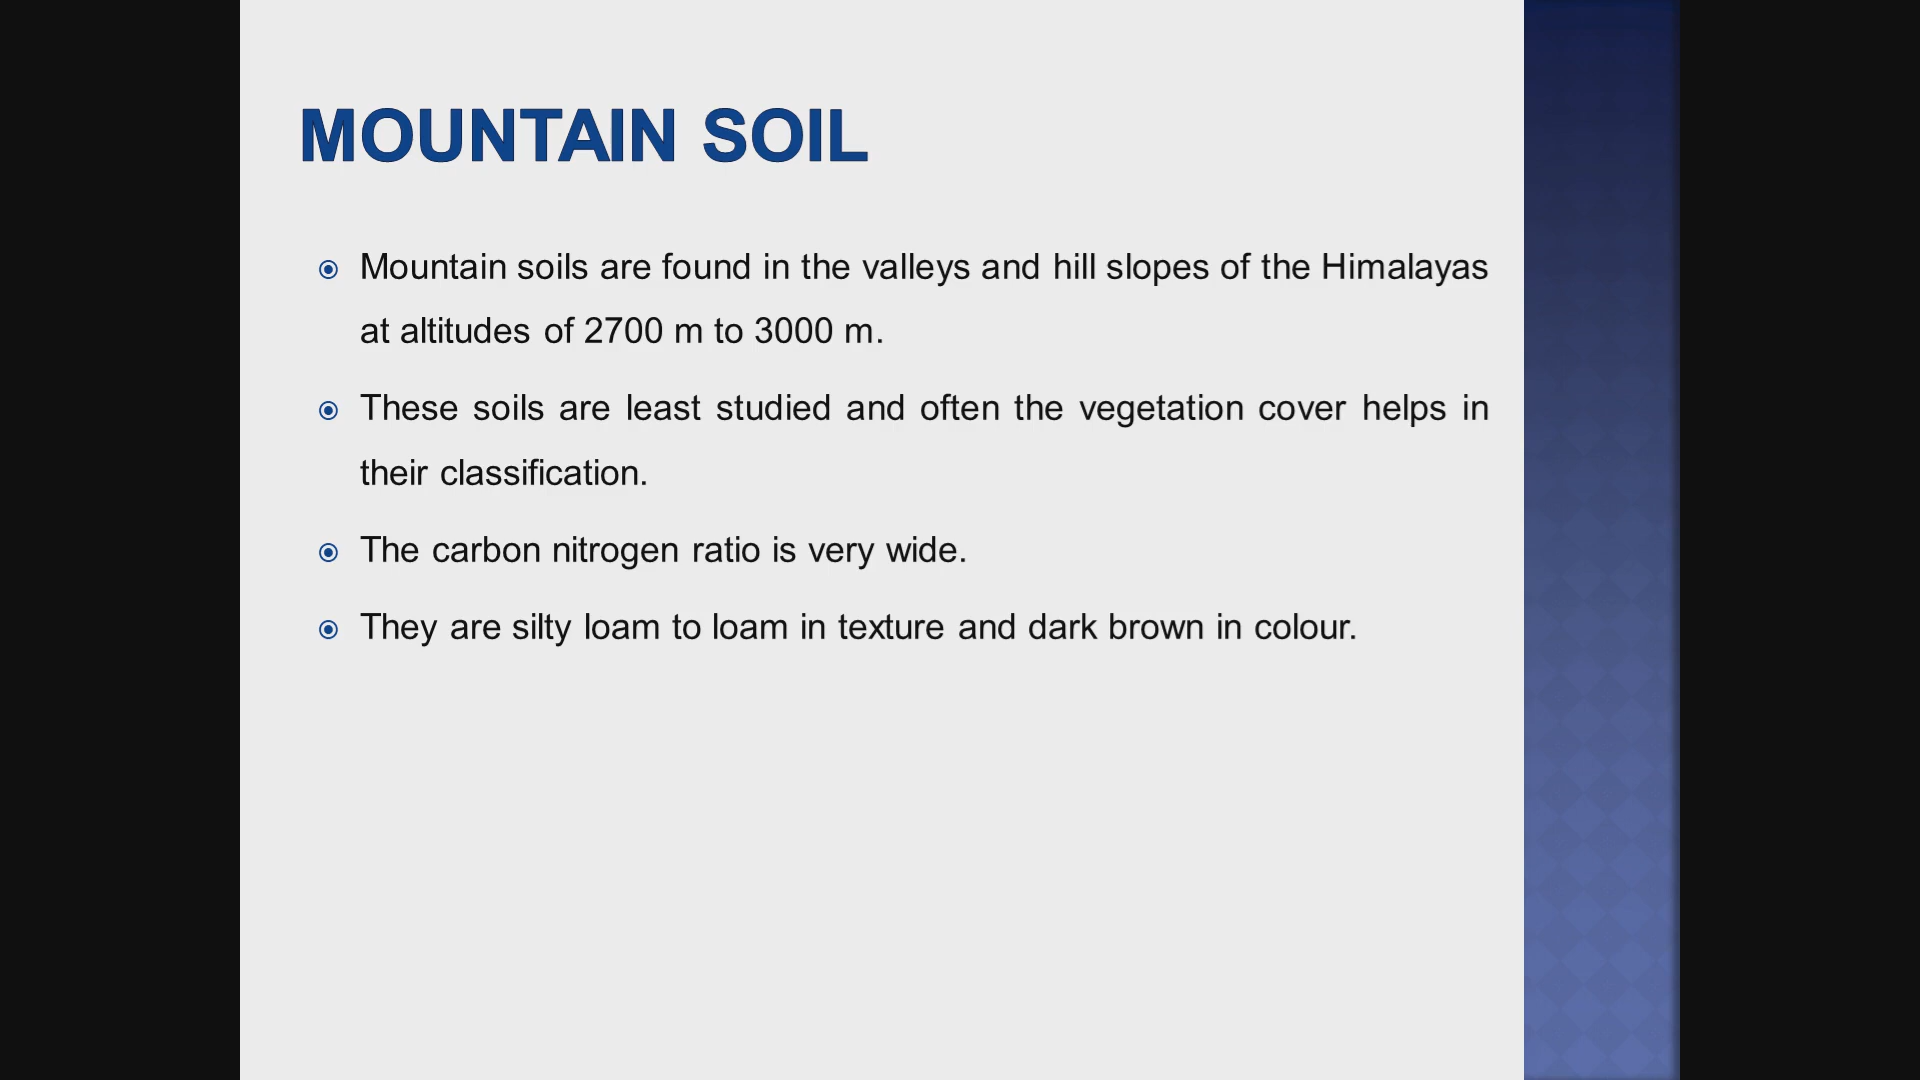 MOUNTAIN SOIL
Mountain soils are found in the valleys and hill slopes of the Himalayas
at altitudes of 2700 m to 3000 m.
These soils are least studied and often the vegetation cover helps in
their classification.
The carbon nitrogen ratio is very wide.
They are silty loam to loam in texture and dark brown in colour.